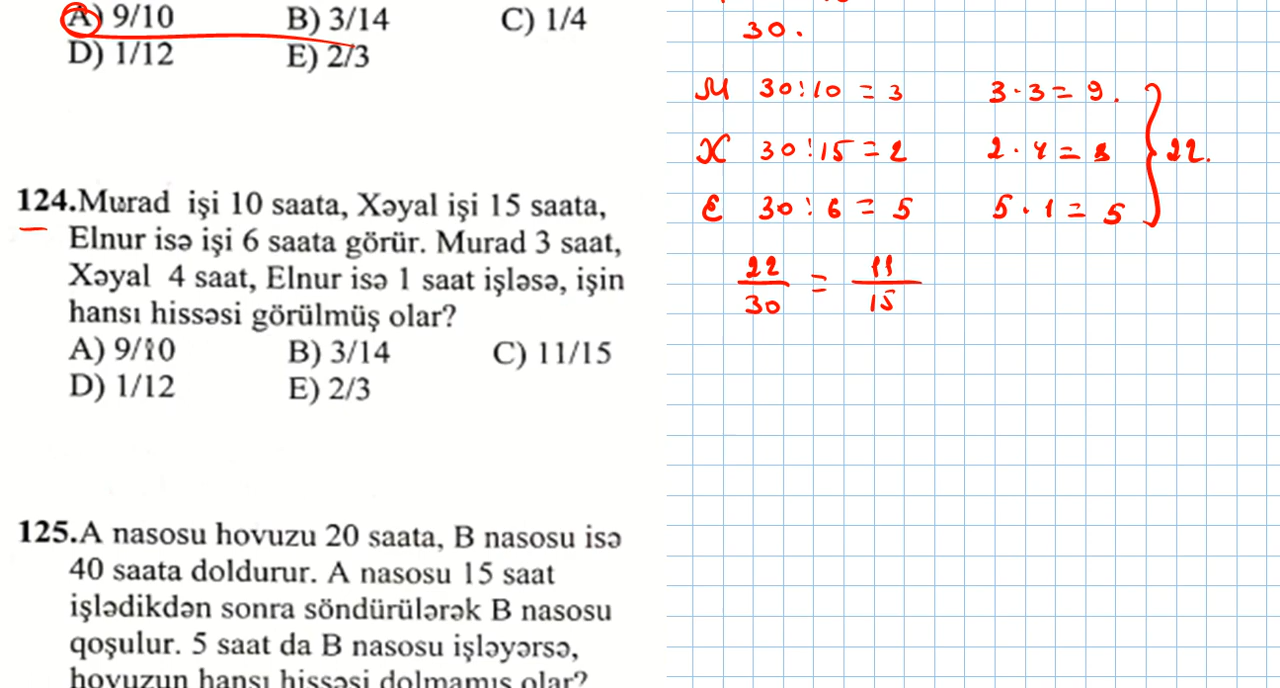 A) 9/10 B) 3/14 C) 1/4
D) 1/12 E) 2/3
124.Murad işi 10 saata, Xəyal işi 15 saata,
Elnur isə işi 6 saata görür. Murad 3 saat,
Xəyal 4 saat, Elnur isə 1 saat işləsə, işin
hansı hissəsi görülmüş olar?
A) 9/10 B) 3/14 C) 11/15
D) 1/12 E) 2/3
125.A nasosu hovuzu 20 saata, B nasosu isə
40 saata doldurur. A nasosu 15 saat
işlədikdən sonra söndürülərək B nasosu
qoşulur. 5 saat da B nasosu işləyərsə,
hovuzun hansı hissəsi dolmamış olar?
30.
M 30:10 = 3 3·3 = 9.
X 30:15 = 2 2·4 = 8 22.
E 30:6 = 5 5·1 = 5
22/30 = 11/15